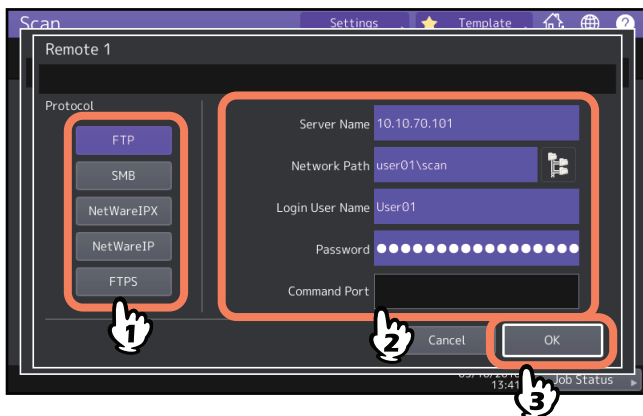 Scan
Settings
Template
?
Remote 1
Protocol
FTP
SMB
NetWareIPX
NetWareIP
FTPS
Server Name 10.10.70.101
Network Path user01\scan
Login User Name User01
Password ●●●●●●●●●●●●●●●●●
Command Port
1
2
Cancel
OK
13:41
Job Status
3